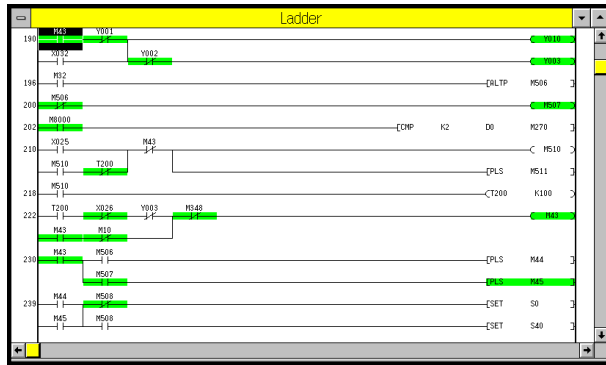 Ladder
M43 Y001
190 Y010
X032 Y002
Y003
M32
196 ALTP M506
M506
200 M507
M8000
202 CMP K2 D0 M270
X025 M43
210 M510
M510 T200
PLS M511
M510
218 T200 K100
T200 X026 Y003 M348
222 M43
M43 M10
M43 M506
230 PLS M44
M507
PLS M45
M44 M508
239 SET S0
M45 M508
SET S40